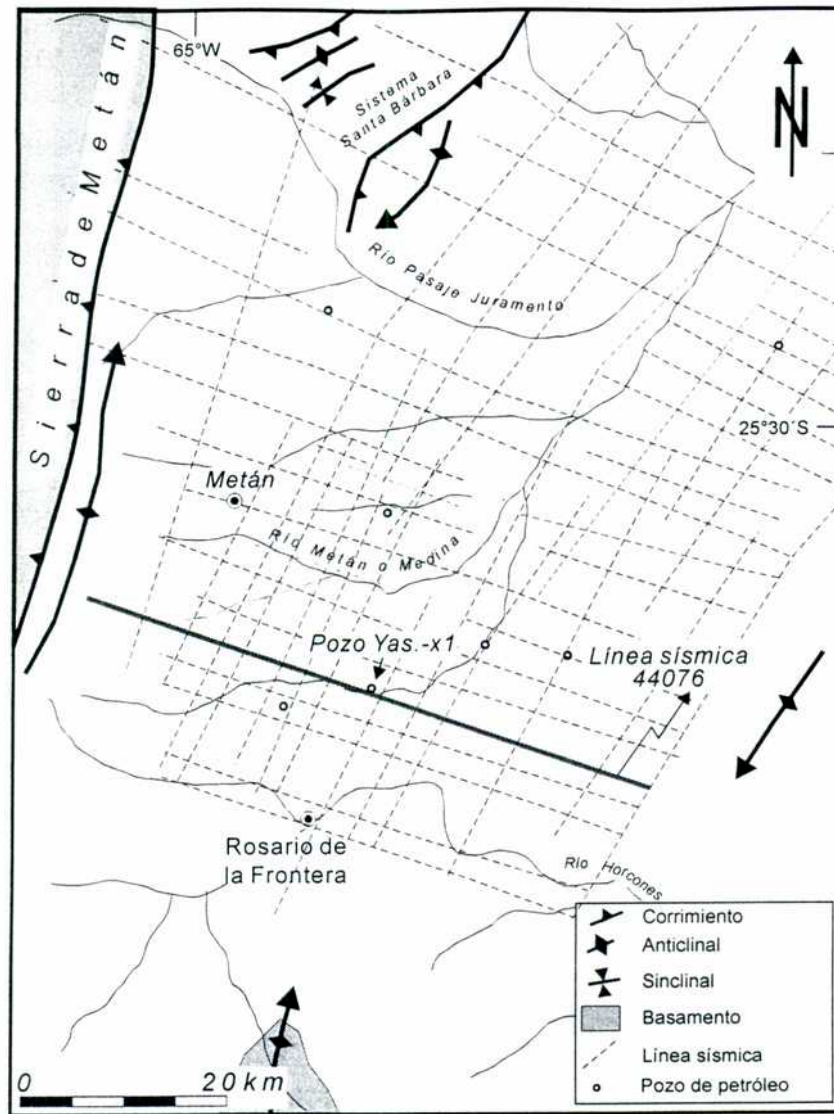 65°W
Sierra de Metán
Sistema
Santa Bárbara
N
Río Pasaje Juramento
25°30´S
Metán
Río Metán o Medina
Pozo Yas.-x1
Línea sísmica
44076
Rosario de
la Frontera
Río Horcones
Corrimiento
Anticlinal
Sinclinal
Basamento
Línea sísmica
Pozo de petróleo
0 20 km